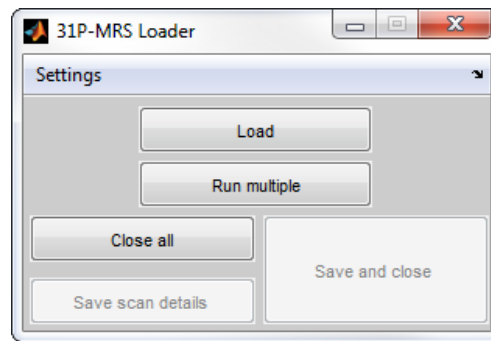 31P-MRS Loader
Settings
Load
Run multiple
Close all
Save and close
Save scan details